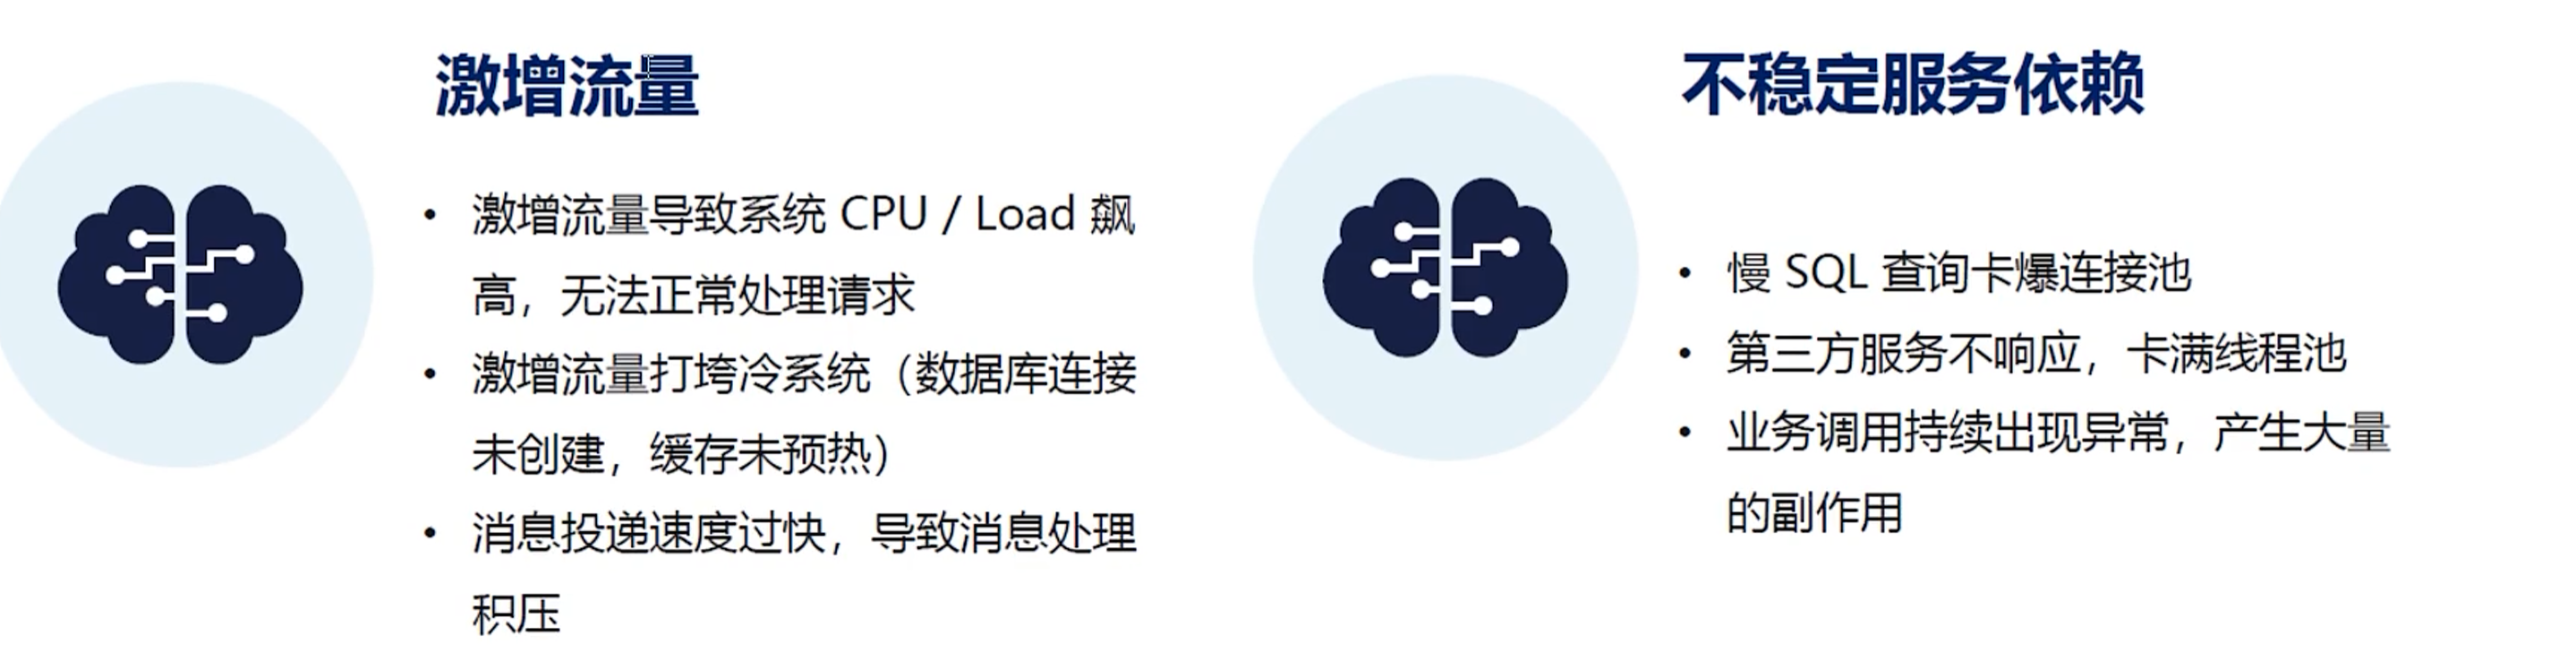 激增流量
• 激增流量导致系统 CPU / Load 飙
高，无法正常处理请求
• 激增流量打垮冷系统（数据库连接
未创建，缓存未预热）
• 消息投递速度过快，导致消息处理
积压
不稳定服务依赖
• 慢 SQL 查询卡爆连接池
• 第三方服务不响应，卡满线程池
• 业务调用持续出现异常，产生大量
的副作用